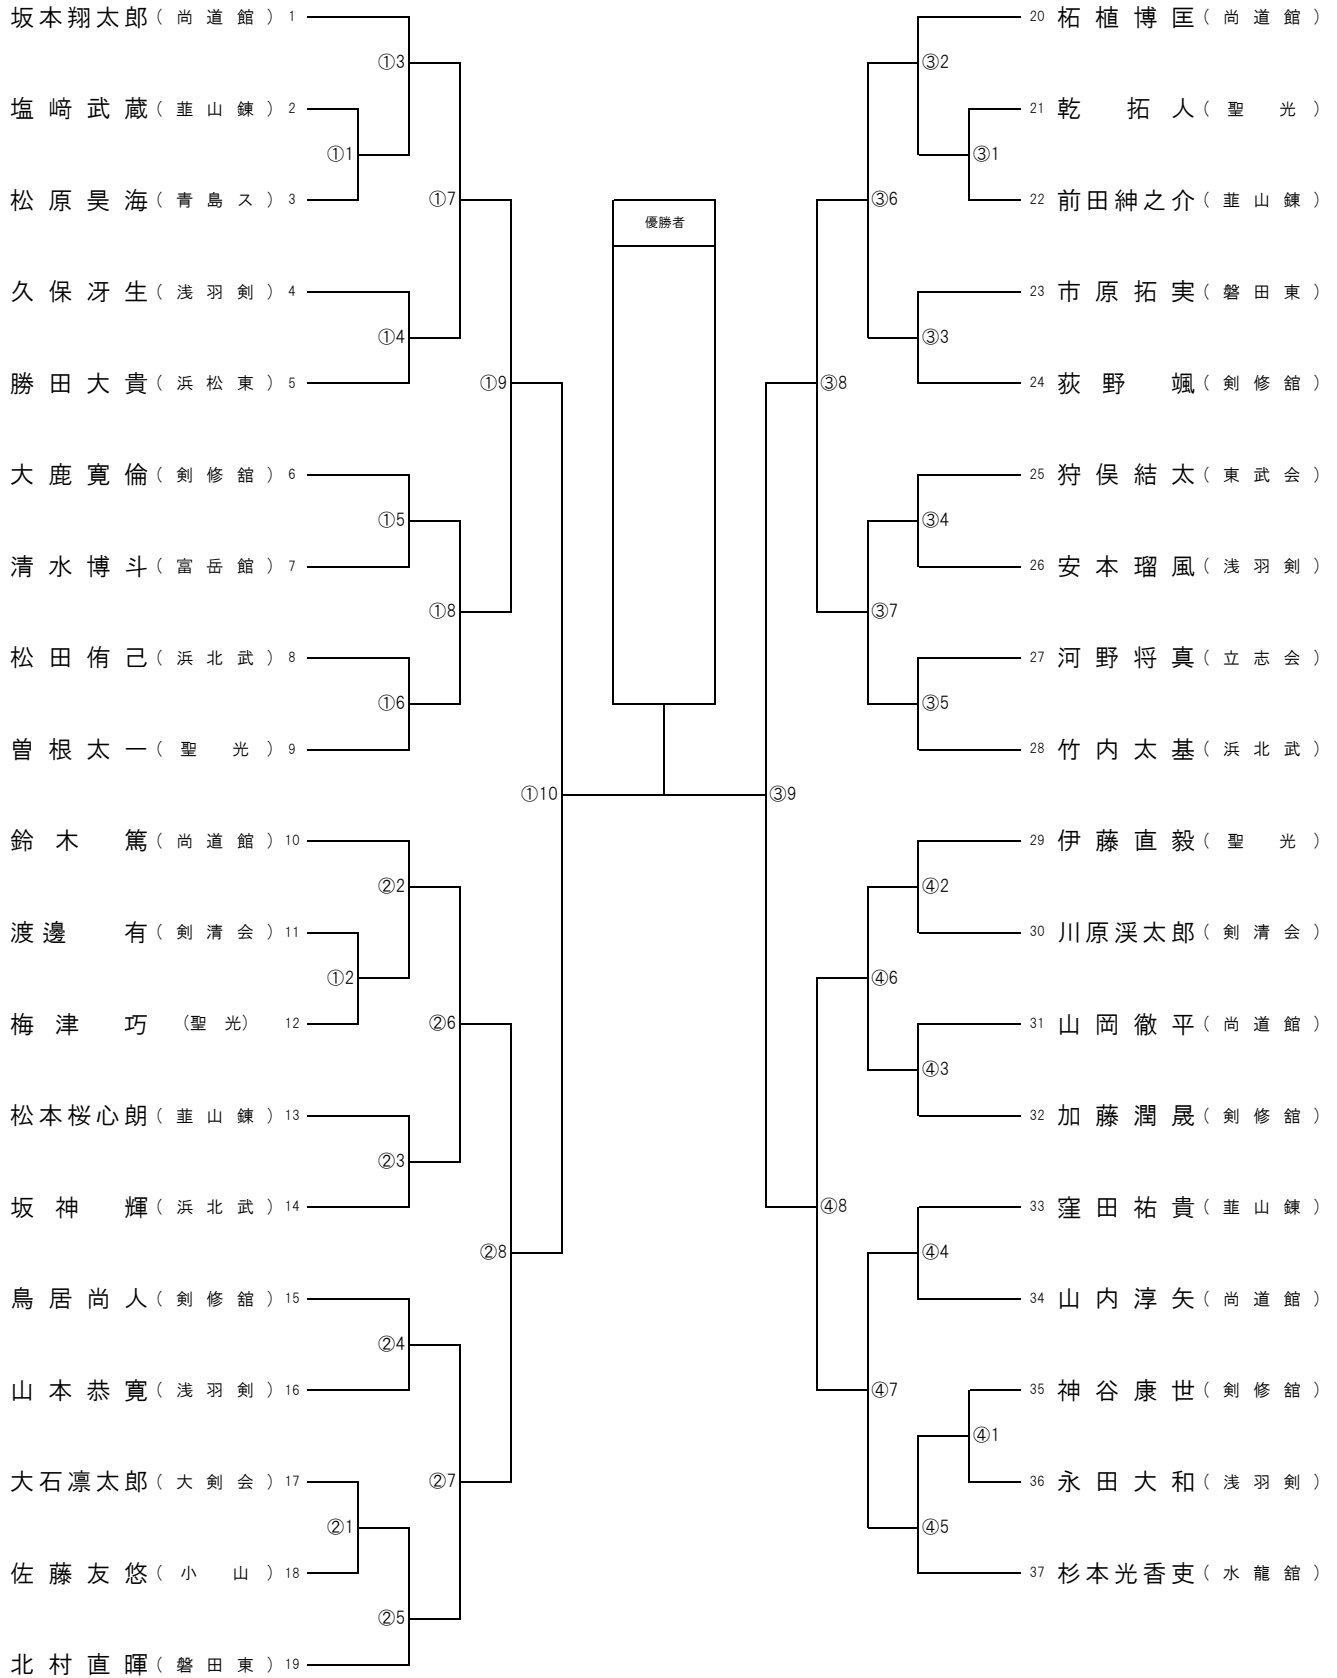 坂本翔太郎（尚道館）1
①3
塩﨑武蔵（韮山錬）2
①1
松原昊海（青島ス）3
①7
久保冴生（浅羽剣）4
①4
勝田大貴（浜松東）5
①9
大鹿寛倫（剣修舘）6
①5
清水博斗（富岳館）7
①8
松田侑己（浜北武）8
①6
曽根太一（聖光）9
①10
鈴木篤（尚道館）10
②2
渡邊有（剣清会）11
①2
梅津巧（聖光）12
②6
松本桜心朗（韮山錬）13
②3
坂神輝（浜北武）14
②8
鳥居尚人（剣修舘）15
②4
山本恭寛（浅羽剣）16
②7
大石凛太郎（大剣会）17
②1
佐藤友悠（小山）18
②5
北村直暉（磐田東）19
優勝者
20 柘植博匡（尚道館）
③2
21 乾拓人（聖光）
③1
22 前田紳之介（韮山錬）
③6
23 市原拓実（磐田東）
③3
24 荻野颯（剣修舘）
③8
25 狩俣結太（東武会）
③4
26 安本瑠風（浅羽剣）
③7
27 河野将真（立志会）
③5
28 竹内太基（浜北武）
③9
29 伊藤直毅（聖光）
④2
30 川原渓太郎（剣清会）
④6
31 山岡徹平（尚道館）
④3
32 加藤潤晟（剣修舘）
④8
33 窪田祐貴（韮山錬）
④4
34 山内淳矢（尚道館）
④7
35 神谷康世（剣修舘）
④1
36 永田大和（浅羽剣）
④5
37 杉本光香吏（水龍舘）